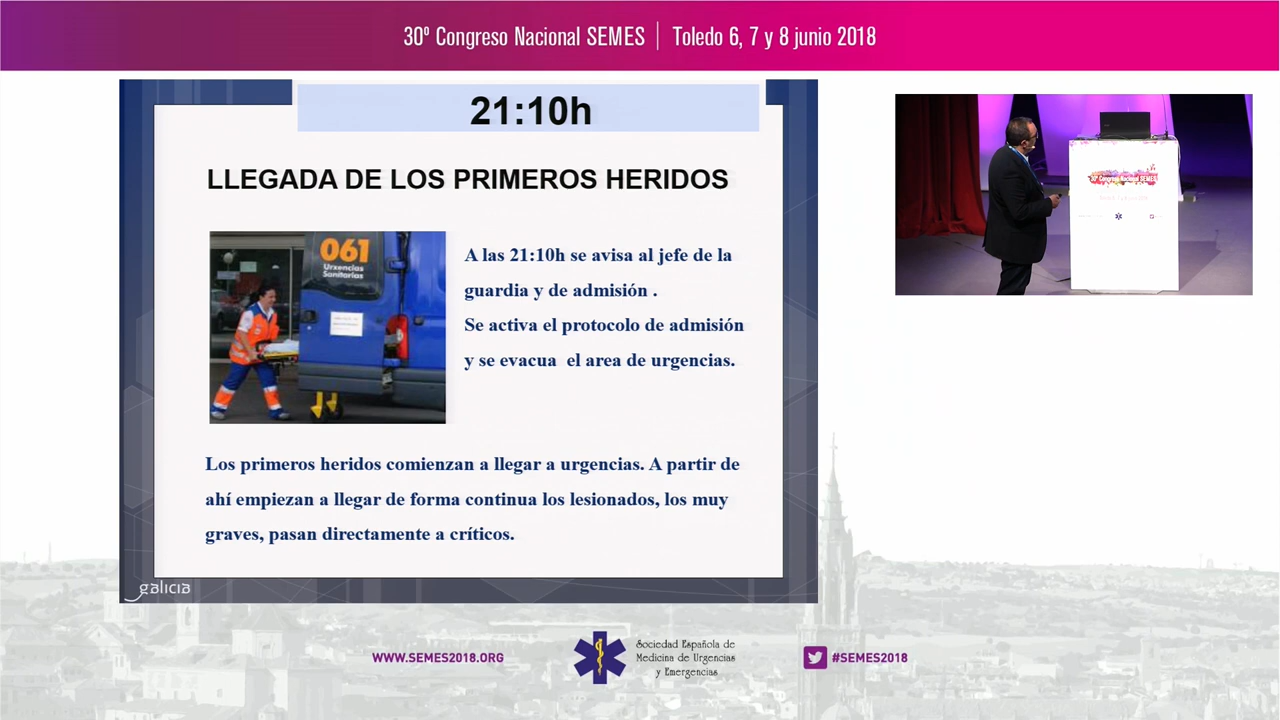 30º Congreso Nacional SEMES | Toledo 6, 7 y 8 junio 2018
21:10h
LLEGADA DE LOS PRIMEROS HERIDOS
061
Urxencias
Sanitarias
A las 21:10h se avisa al jefe de la
guardia y de admisión .
Se activa el protocolo de admisión
y se evacua  el area de urgencias.
Los primeros heridos comienzan a llegar a urgencias. A partir de
ahí empiezan a llegar de forma continua los lesionados, los muy
graves, pasan directamente a críticos.
galicia
30º Congreso Nacional SEMES
WWW.SEMES2018.ORG
Sociedad Española de
Medicina de Urgencias
y Emergencias
#SEMES2018